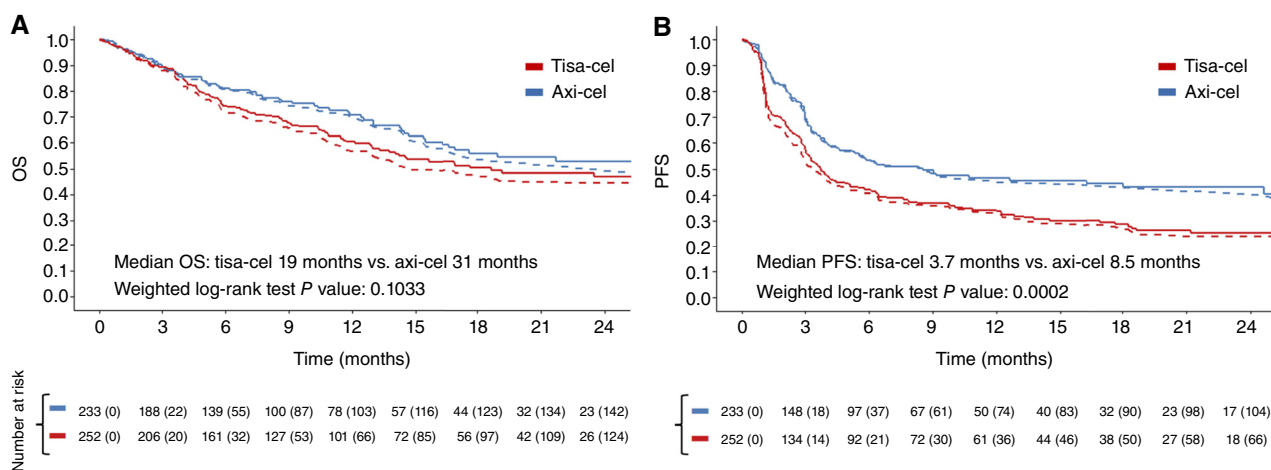 A
OS
1.0
0.9
0.8
0.7
0.6
0.5
0.4
0.3
0.2
0.1
0.0
Tisa-cel
Axi-cel
Median OS: tisa-cel 19 months vs. axi-cel 31 months
Weighted log-rank test P value: 0.1033
0 3 6 9 12 15 18 21 24
Time (months)
Number at risk
233 (0) 188 (22) 139 (55) 100 (87) 78 (103) 57 (116) 44 (123) 32 (134) 23 (142)
252 (0) 206 (20) 161 (32) 127 (53) 101 (66) 72 (85) 56 (97) 42 (109) 26 (124)
B
PFS
1.0
0.9
0.8
0.7
0.6
0.5
0.4
0.3
0.2
0.1
0.0
Tisa-cel
Axi-cel
Median PFS: tisa-cel 3.7 months vs. axi-cel 8.5 months
Weighted log-rank test P value: 0.0002
0 3 6 9 12 15 18 21 24
Time (months)
233 (0) 148 (18) 97 (37) 67 (61) 50 (74) 40 (83) 32 (90) 23 (98) 17 (104)
252 (0) 134 (14) 92 (21) 72 (30) 61 (36) 44 (46) 38 (50) 27 (58) 18 (66)